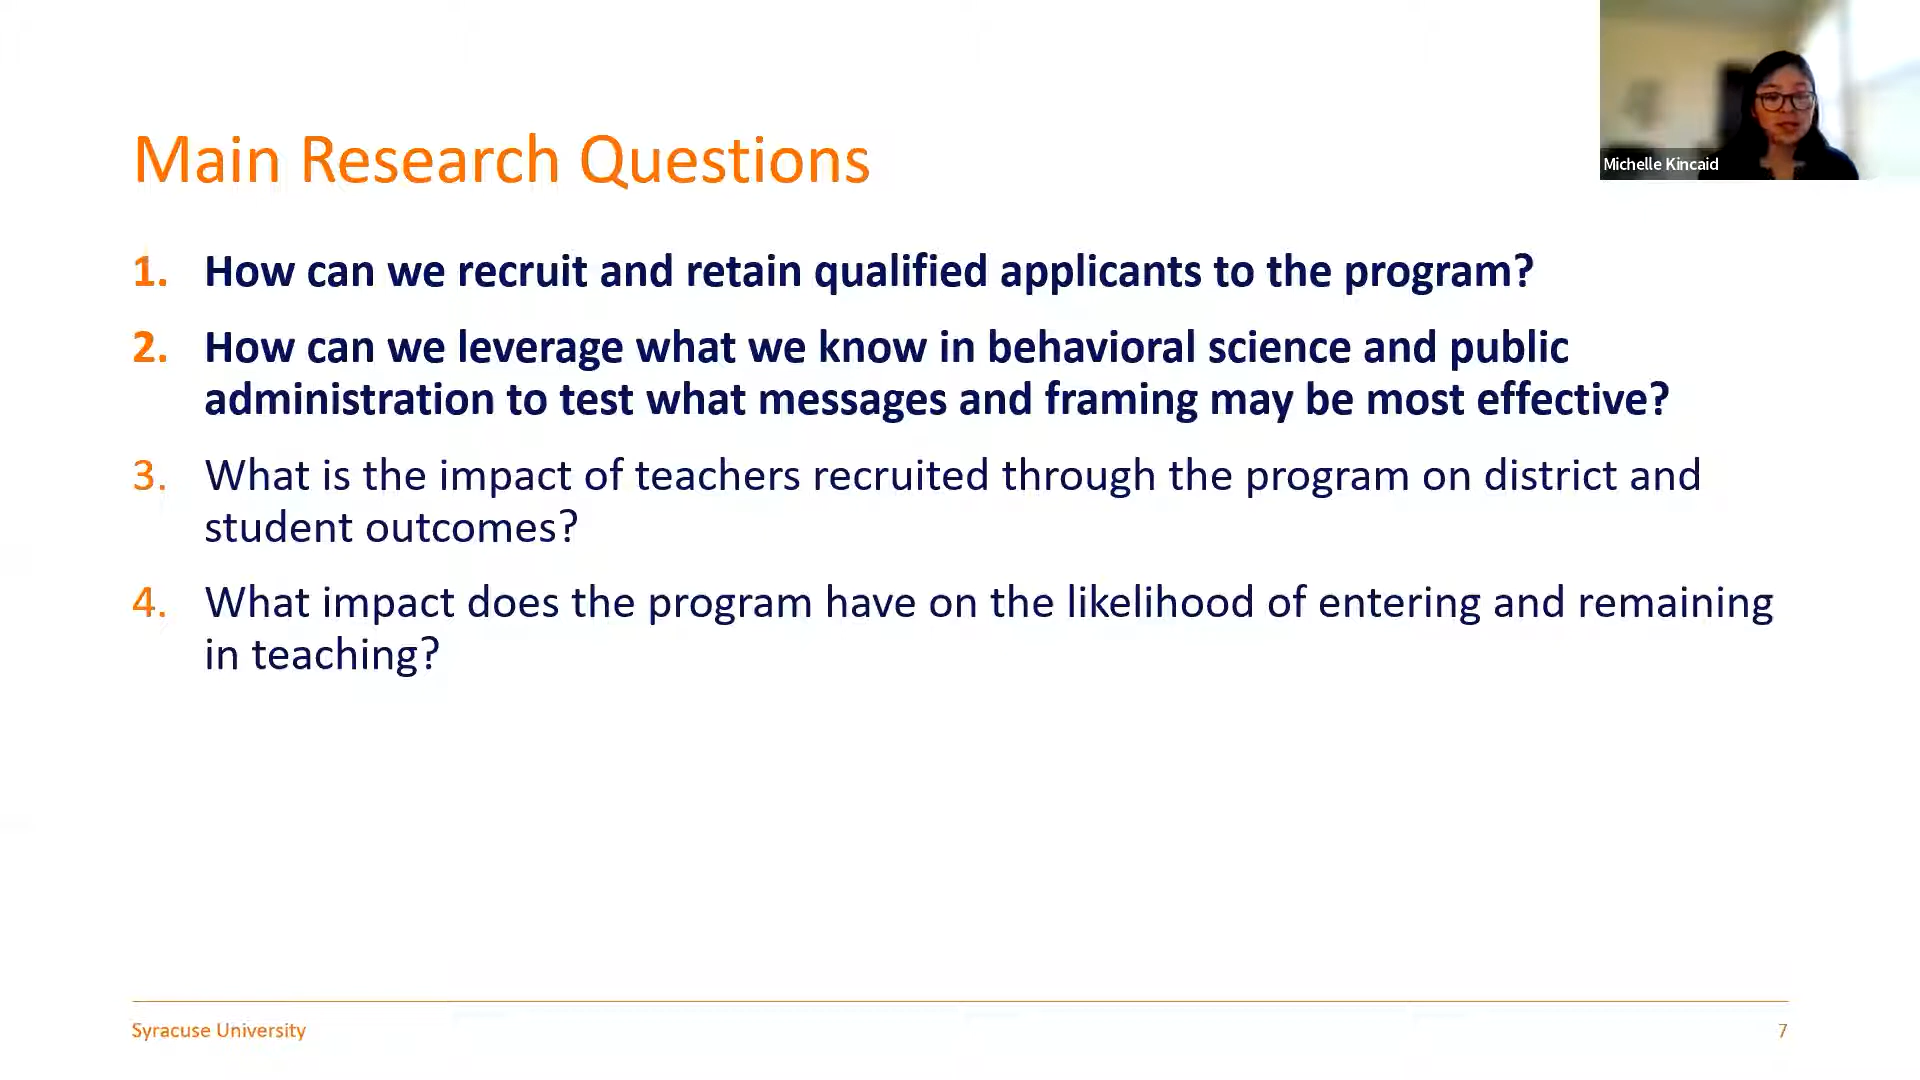 Main Research Questions
Michelle Kincaid
1. How can we recruit and retain qualified applicants to the program?
2. How can we leverage what we know in behavioral science and public
administration to test what messages and framing may be most effective?
3. What is the impact of teachers recruited through the program on district and
student outcomes?
4. What impact does the program have on the likelihood of entering and remaining
in teaching?
Syracuse University
7